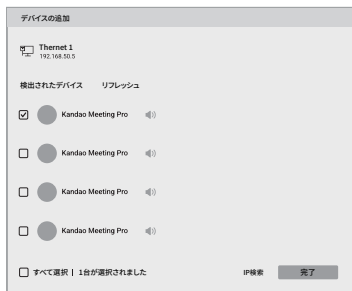 デバイスの追加
Thernet 1
192.168.50.5
検出されたデバイス リフレッシュ
Kandao Meeting Pro
Kandao Meeting Pro
Kandao Meeting Pro
Kandao Meeting Pro
すべて選択 | 1台が選択されました IP検索 完了